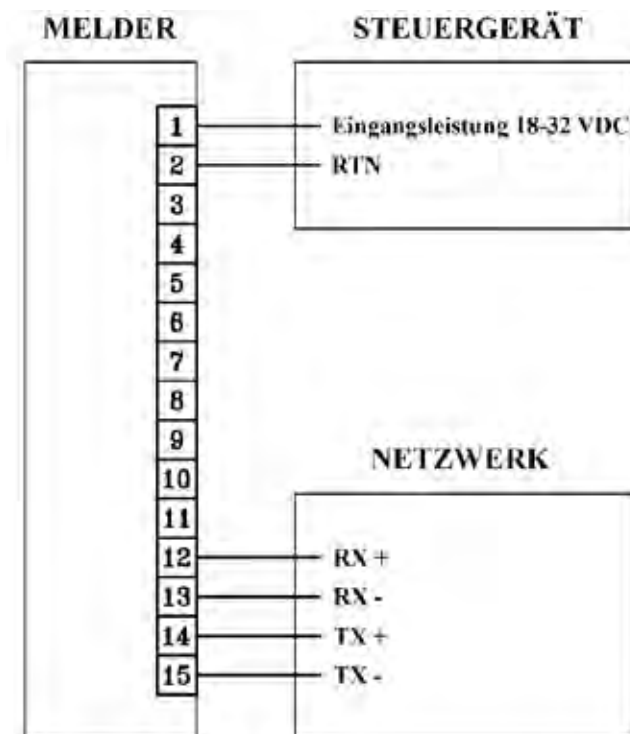 MELDER
STEUERGERÄT
1
Eingangsleistung 18-32 VDC
2
RTN
3
4
5
6
7
8
9
10
11
NETZWERK
12
RX +
13
RX -
14
TX +
15
TX -